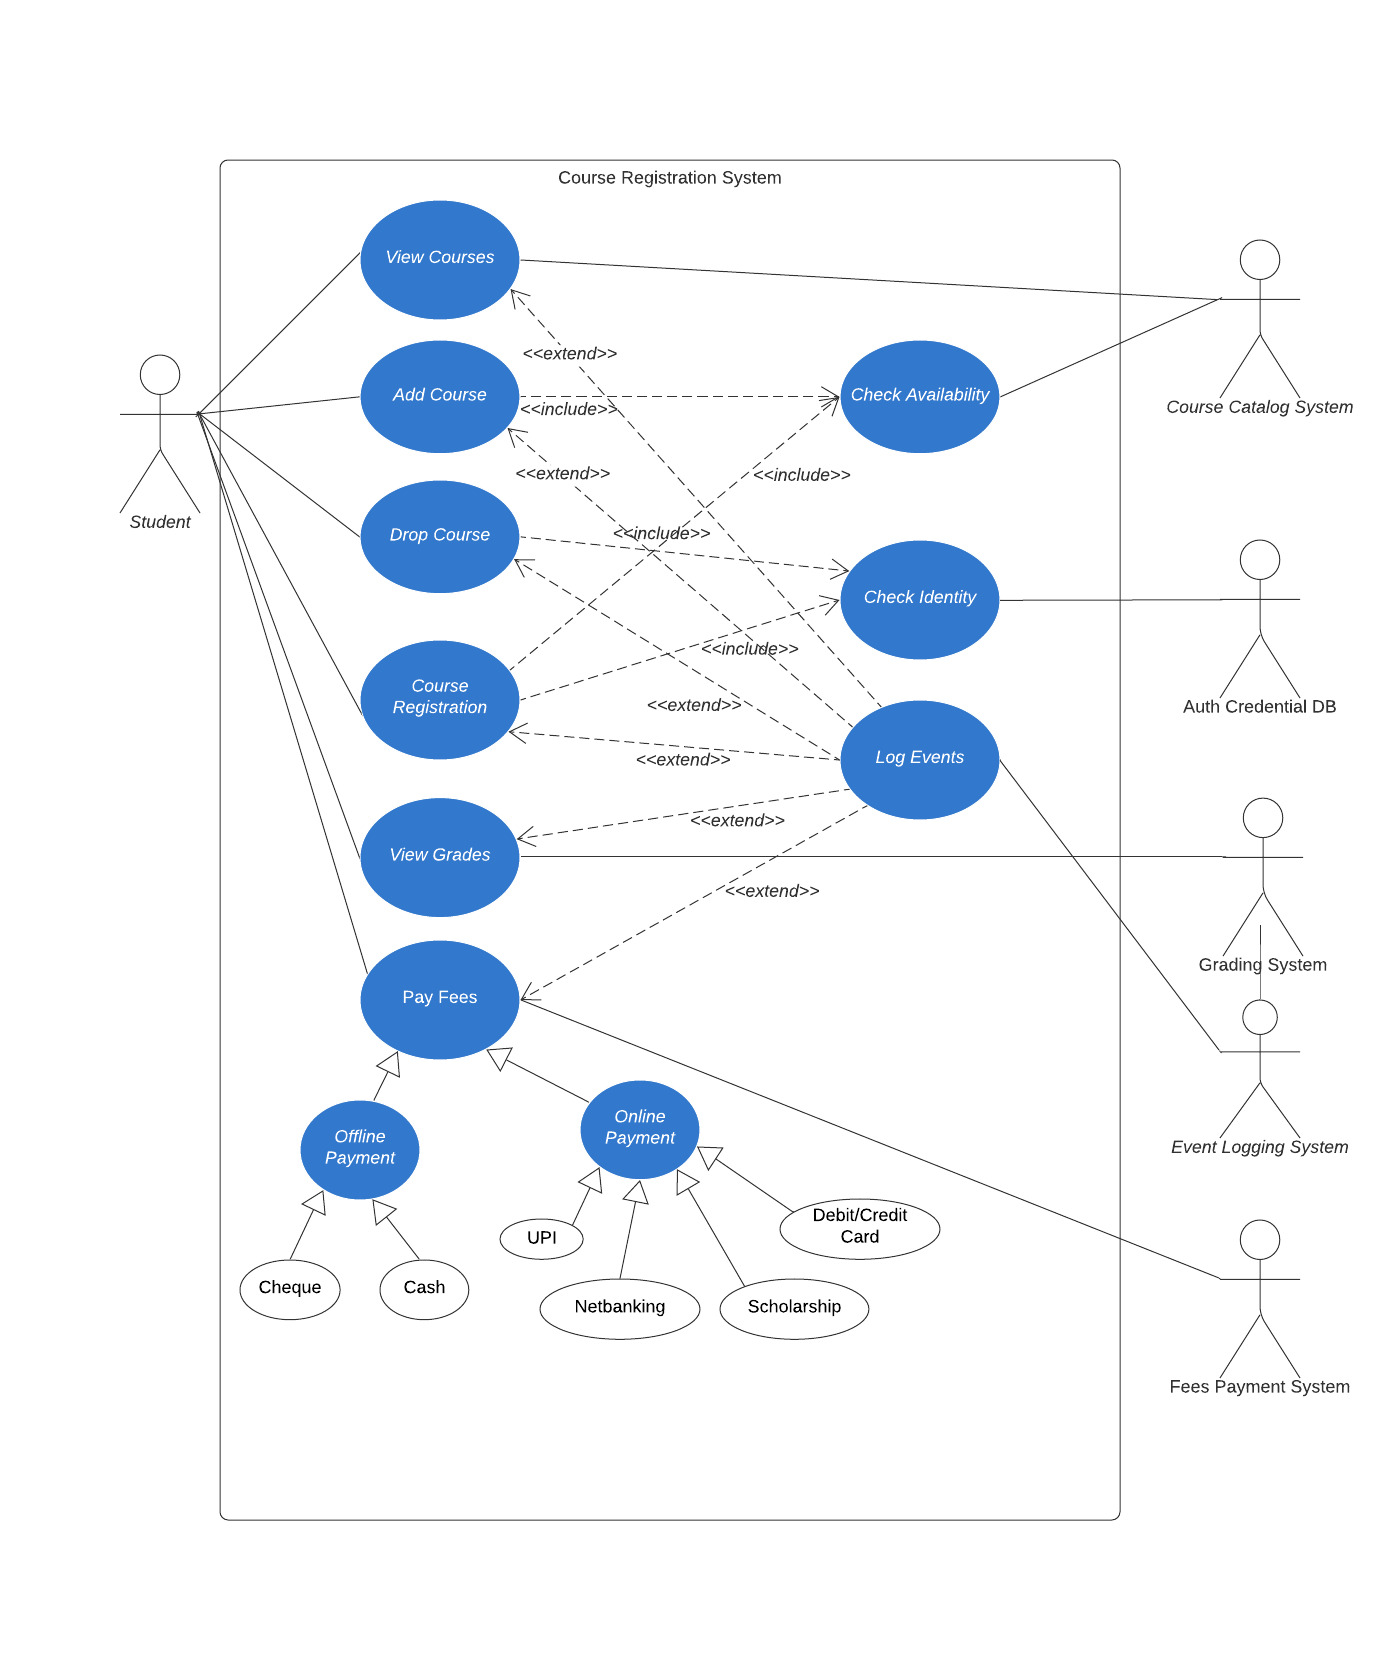 Course Registration System
View Courses
<<extend>>
Add Course
Check Availability
<<include>>
Course Catalog System
<<extend>>
<<include>>
Student
Drop Course
<<include>>
Check Identity
<<include>>
Course
Registration
<<extend>>
Auth Credential DB
<<extend>>
Log Events
<<extend>>
View Grades
<<extend>>
Grading System
Pay Fees
Online
Payment
Offline
Payment
Event Logging System
Debit/Credit
Card
UPI
Cheque
Cash
Netbanking
Scholarship
Fees Payment System